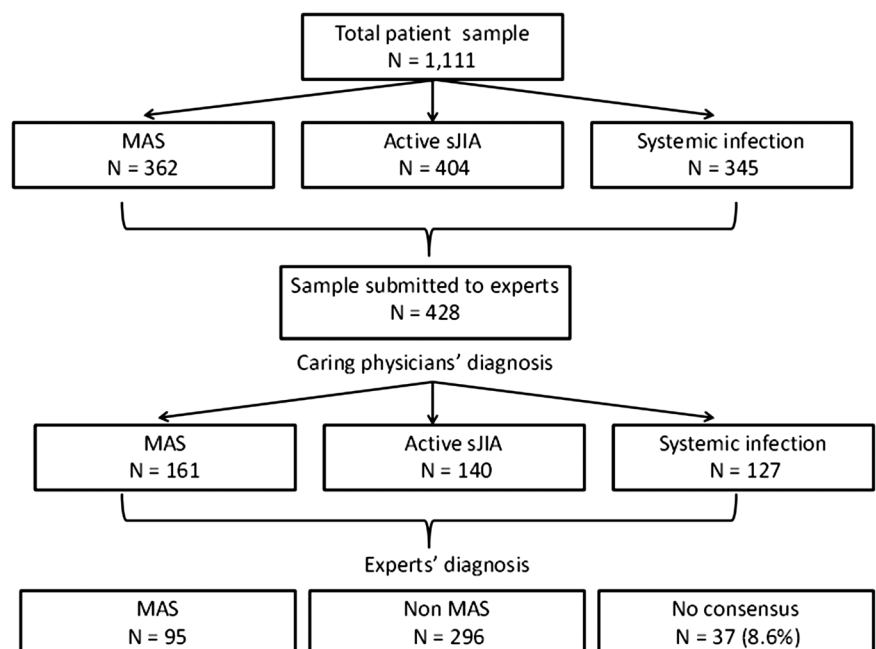 Total patient sample
N = 1,111
MAS
N = 362
Active sJIA
N = 404
Systemic infection
N = 345
Sample submitted to experts
N = 428
Caring physicians’ diagnosis
MAS
N = 161
Active sJIA
N = 140
Systemic infection
N = 127
Experts’ diagnosis
MAS
N = 95
Non MAS
N = 296
No consensus
N = 37 (8.6%)